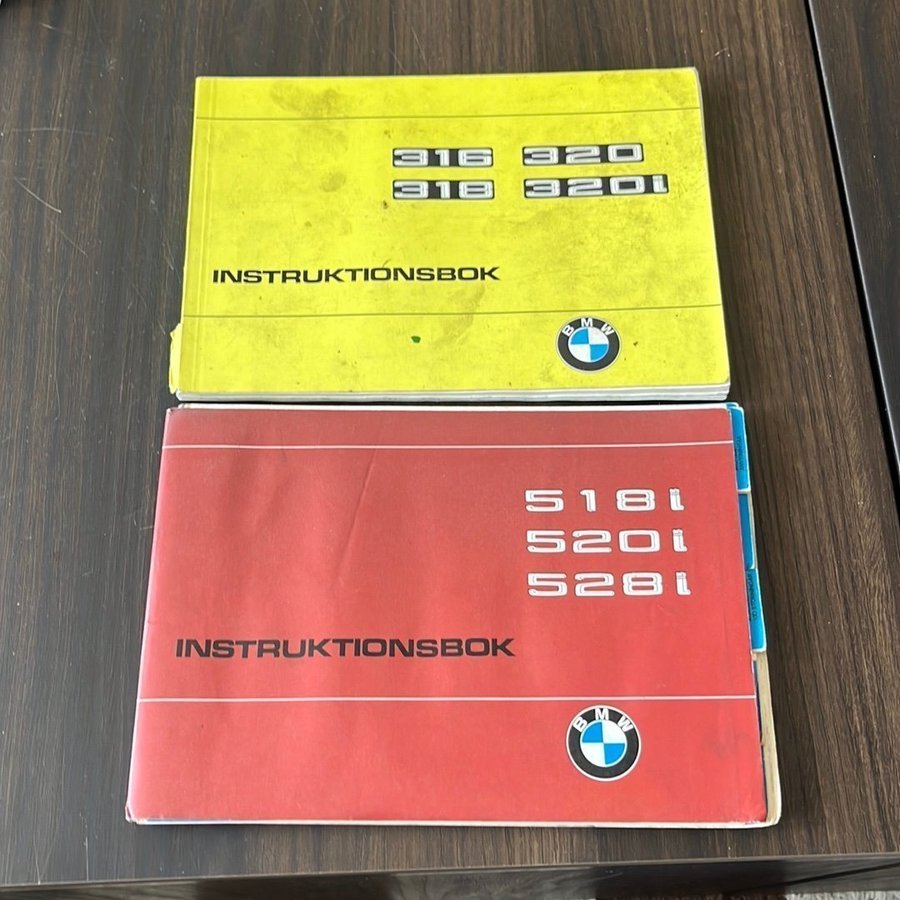 316 320
318 320i
INSTRUKTIONSBOK
BMW
518i
520i
528i
INSTRUKTIONSBOK
BMW